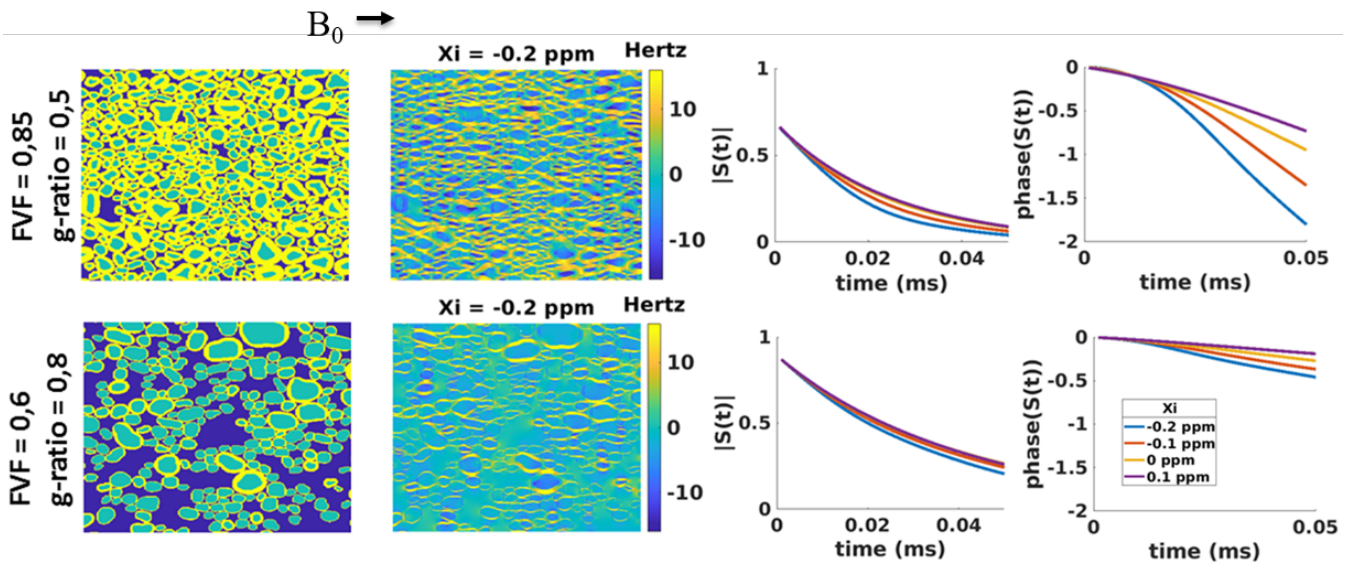 B0
Xi = -0.2 ppm Hertz
FVF = 0,85
g-ratio = 0,5
10
0
-10
1
0.5
0
|S(t)|
0 0.02 0.04
time (ms)
0
-0.5
-1
-1.5
-2
phase(S(t))
0 0.05
time (ms)
Xi = -0.2 ppm Hertz
FVF = 0,6
g-ratio = 0,8
10
0
-10
1
0.5
0
|S(t)|
0 0.02 0.04
time (ms)
0
-0.5
-1
-1.5
-2
phase(S(t))
Xi
-0.2 ppm
-0.1 ppm
0 ppm
0.1 ppm
0 0.05
time (ms)